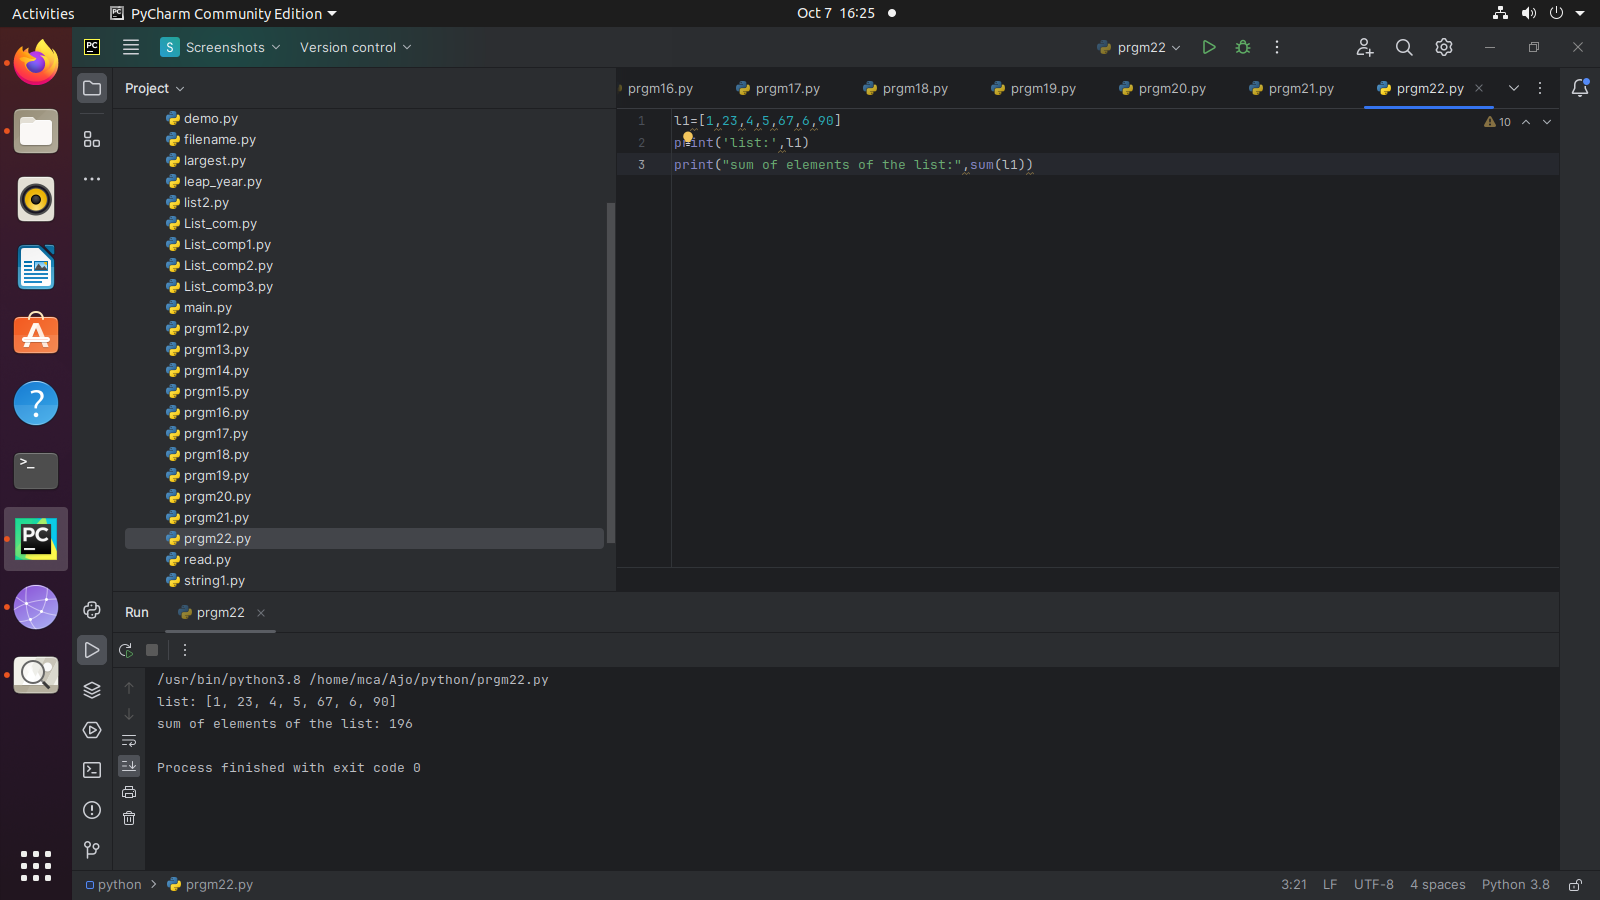 Activities
PyCharm Community Edition
Oct 7 16:25
PC
S
Screenshots
Version control
prgm22
Project
prgm16.py
prgm17.py
prgm18.py
prgm19.py
prgm20.py
prgm21.py
prgm22.py
demo.py
filename.py
largest.py
leap_year.py
list2.py
List_com.py
List_comp1.py
List_comp2.py
List_comp3.py
main.py
prgm12.py
prgm13.py
prgm14.py
prgm15.py
prgm16.py
prgm17.py
prgm18.py
prgm19.py
prgm20.py
prgm21.py
prgm22.py
read.py
string1.py
1 l1=[1,23,4,5,67,6,90]
2 print('list:',l1)
3 print("sum of elements of the list:",sum(l1))
10
PC
Run
prgm22
/usr/bin/python3.8 /home/mca/Ajo/python/prgm22.py
list: [1, 23, 4, 5, 67, 6, 90]
sum of elements of the list: 196
Process finished with exit code 0
python > prgm22.py
3:21 LF UTF-8 4 spaces Python 3.8